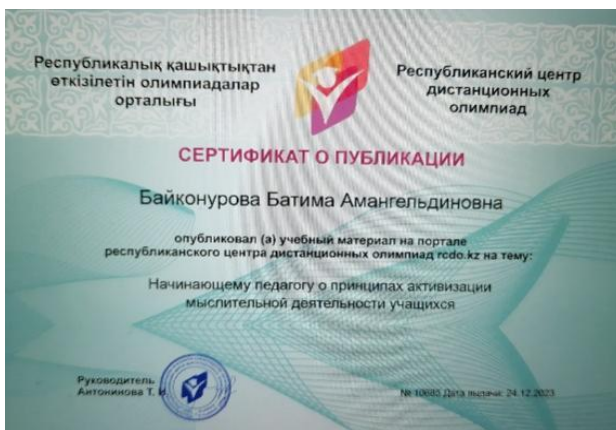 Республикалық қашықтықтан
өткізілетін олимпиадалар
орталығы
Республиканский центр
дистанционных
олимпиад
СЕРТИФИКАТ О ПУБЛИКАЦИИ
Байконурова Батима Амангельдиновна
опубликовал (а) учебный материал на портале
республиканского центра дистанционных олимпиад rcdo.kz на тему:
Начинающему педагогу о принципах активизации
мыслительной деятельности учащихся
Руководитель
Антонинова Т. И.
№ 10685 Дата выдачи: 24.12.2023